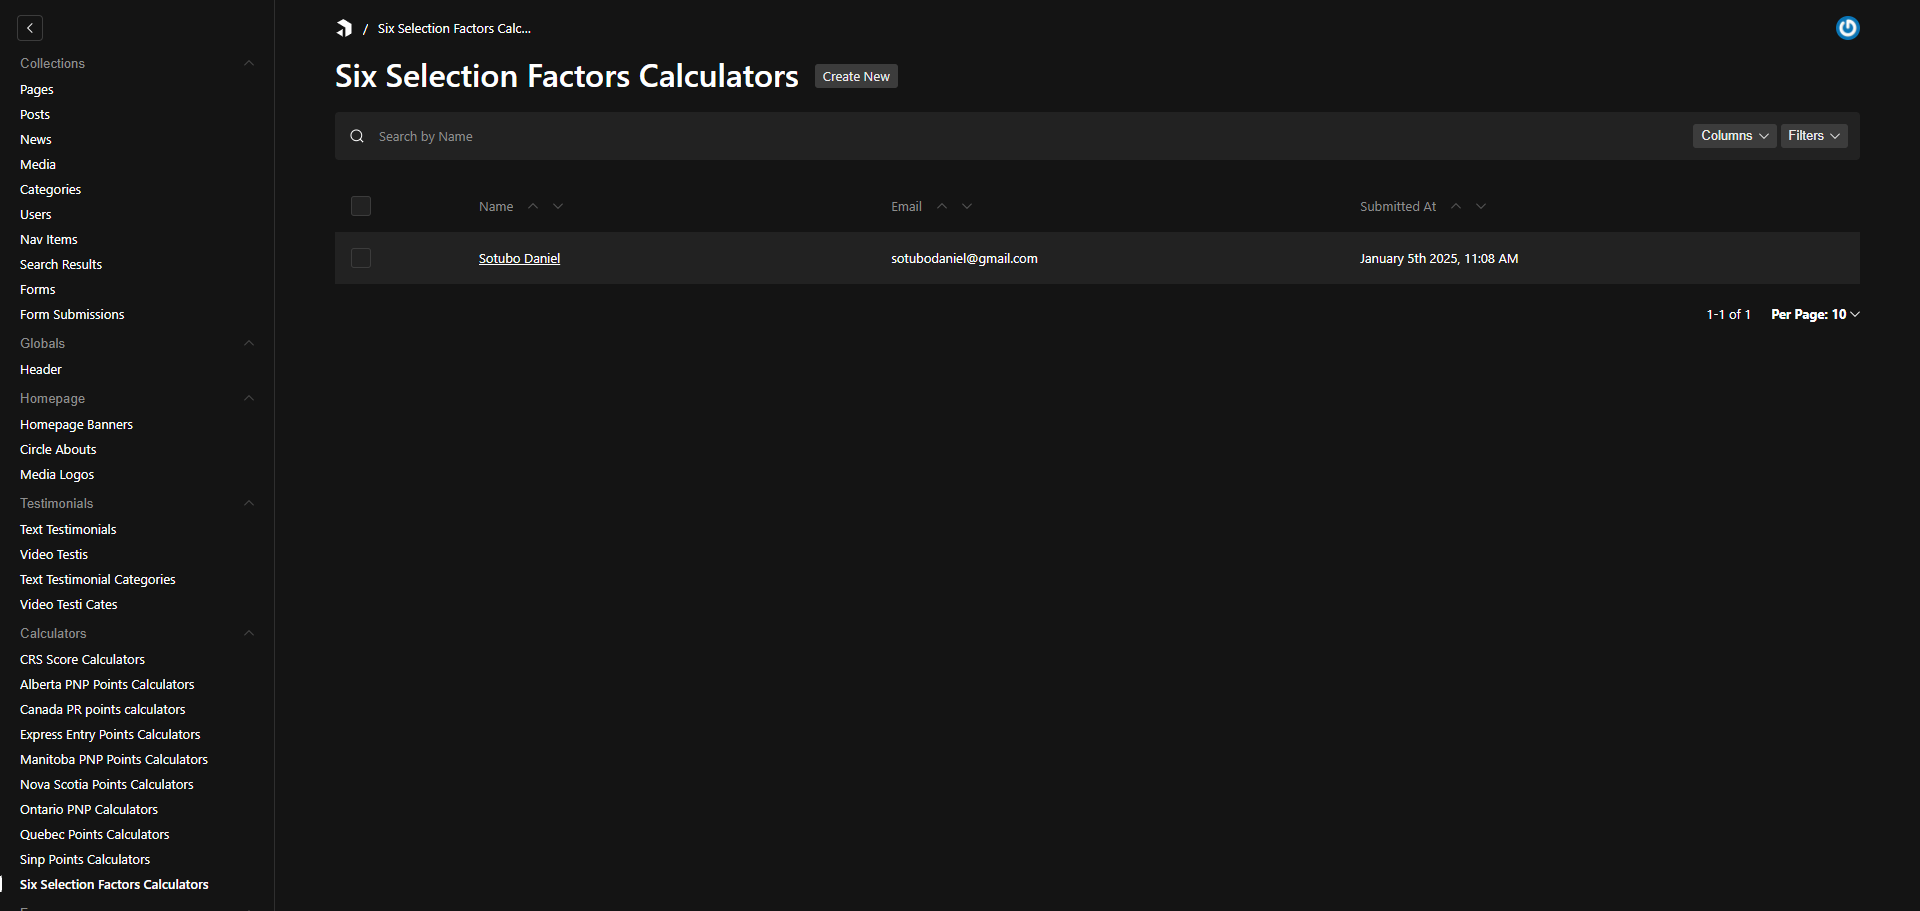 Collections
Pages
Posts
News
Media
Categories
Users
Nav Items
Search Results
Forms
Form Submissions
Globals
Header
Homepage
Homepage Banners
Circle Abouts
Media Logos
Testimonials
Text Testimonials
Video Testis
Text Testimonial Categories
Video Testi Cates
Calculators
CRS Score Calculators
Alberta PNP Points Calculators
Canada PR points calculators
Express Entry Points Calculators
Manitoba PNP Points Calculators
Nova Scotia Points Calculators
Ontario PNP Calculators
Quebec Points Calculators
Sinp Points Calculators
Six Selection Factors Calculators
/ Six Selection Factors Calc...
Six Selection Factors Calculators Create New
Search by Name Columns Filters
Name Email Submitted At
Sotubo Daniel sotubodaniel@gmail.com January 5th 2025, 11:08 AM
1-1 of 1 Per Page: 10